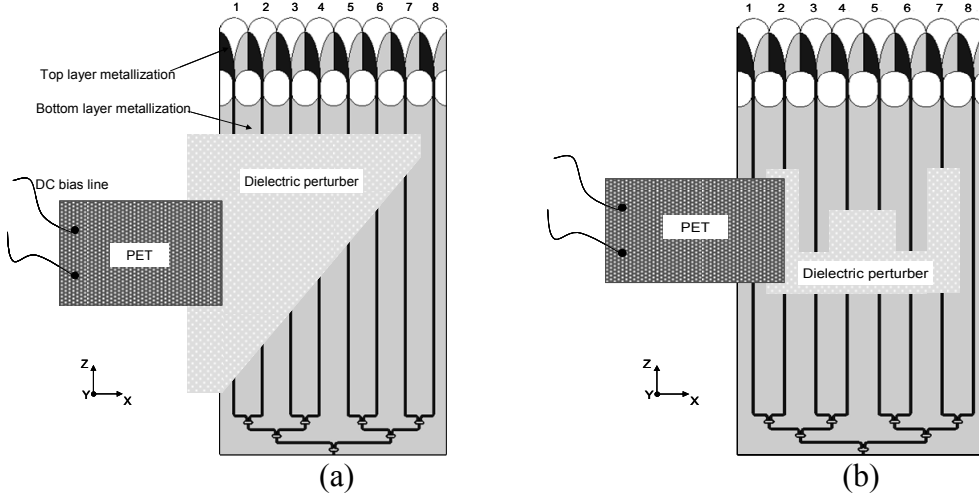 1 2 3 4 5 6 7 8
Top layer metallization
Bottom layer metallization
Dielectric perturber
DC bias line
PET
Z
Y X
(a)
1 2 3 4 5 6 7 8
PET
Dielectric perturber
Z
Y X
(b)